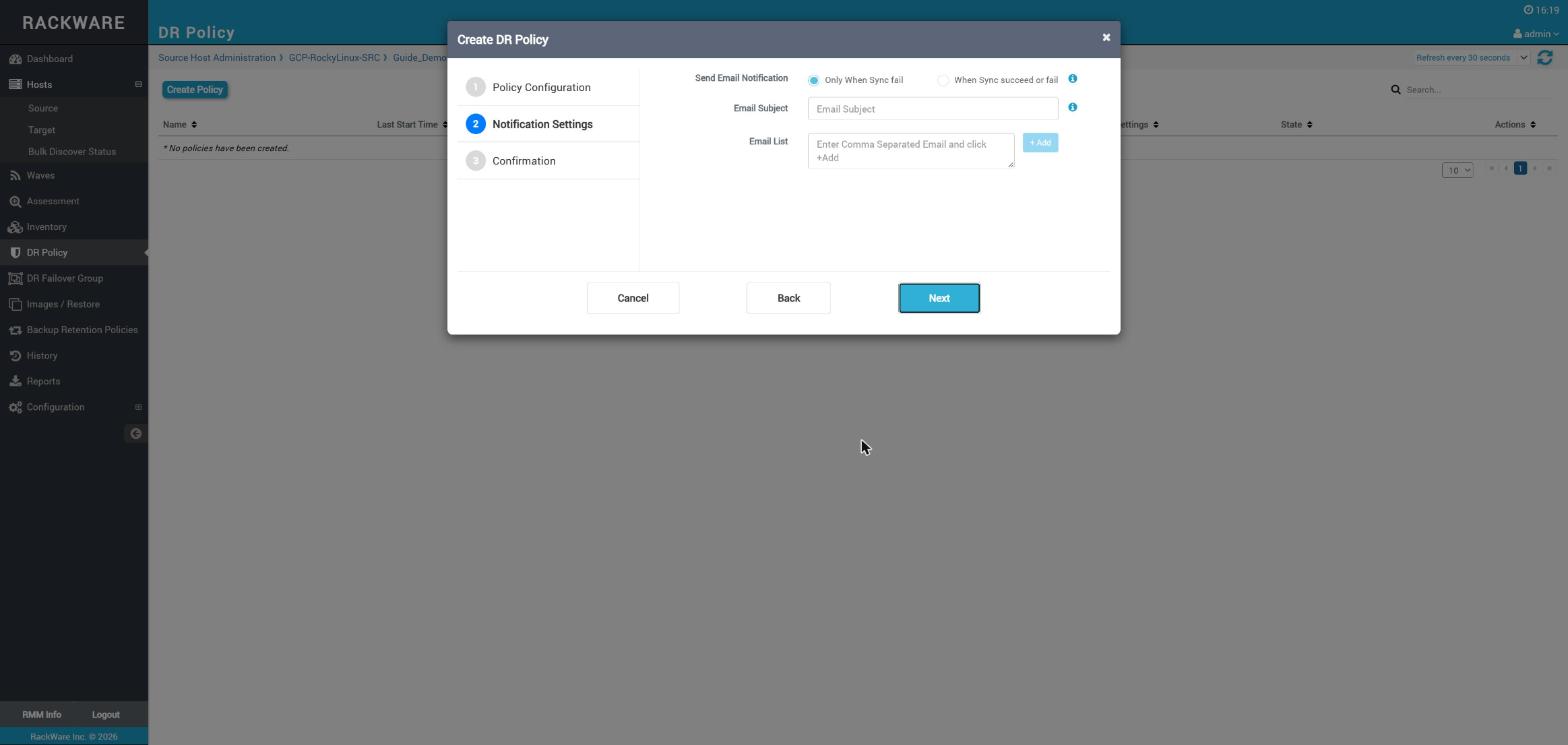 RACKWARE
16:19
DR Policy
admin
Source Host Administration
GCP-RockyLinux-SRC
Guide_Demo
Refresh every 30 seconds
Create Policy
Search...
Name
Last Start Time
ettings
State
Actions
* No policies have been created.
10
« ‹ 1 › »
Dashboard
Hosts
Source
Target
Bulk Discover Status
Waves
Assessment
Inventory
DR Policy
DR Failover Group
Images / Restore
Backup Retention Policies
History
Reports
Configuration
RMM Info
Logout
RackWare Inc. © 2026
Create DR Policy
×
1 Policy Configuration
2 Notification Settings
3 Confirmation
Send Email Notification
Only When Sync fail
When Sync succeed or fail
Email Subject
Email Subject
Email List
Enter Comma Separated Email and click
+Add
+ Add
Cancel
Back
Next